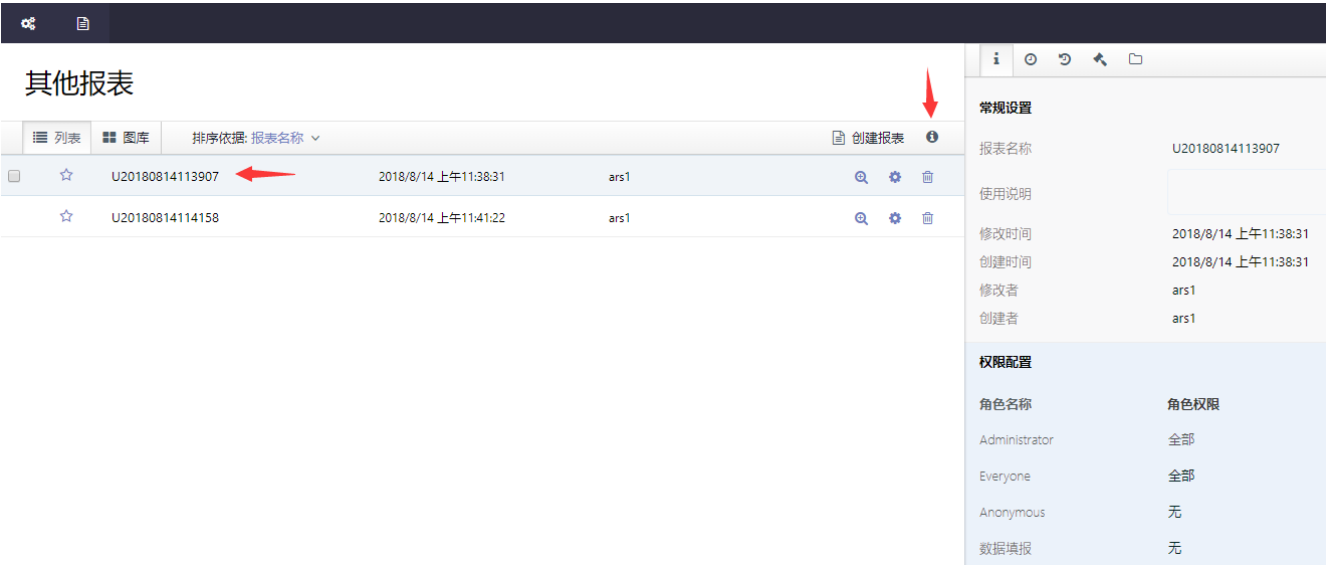 其他报表
列表 图库 排序依据: 报表名称 创建报表
U20180814113907 2018/8/14 上午11:38:31 ars1
U20180814114158 2018/8/14 上午11:41:22 ars1
常规设置
报表名称 U20180814113907
使用说明
修改时间 2018/8/14 上午11:38:31
创建时间 2018/8/14 上午11:38:31
修改者 ars1
创建者 ars1
权限配置
角色名称 角色权限
Administrator 全部
Everyone 全部
Anonymous 无
数据填报 无